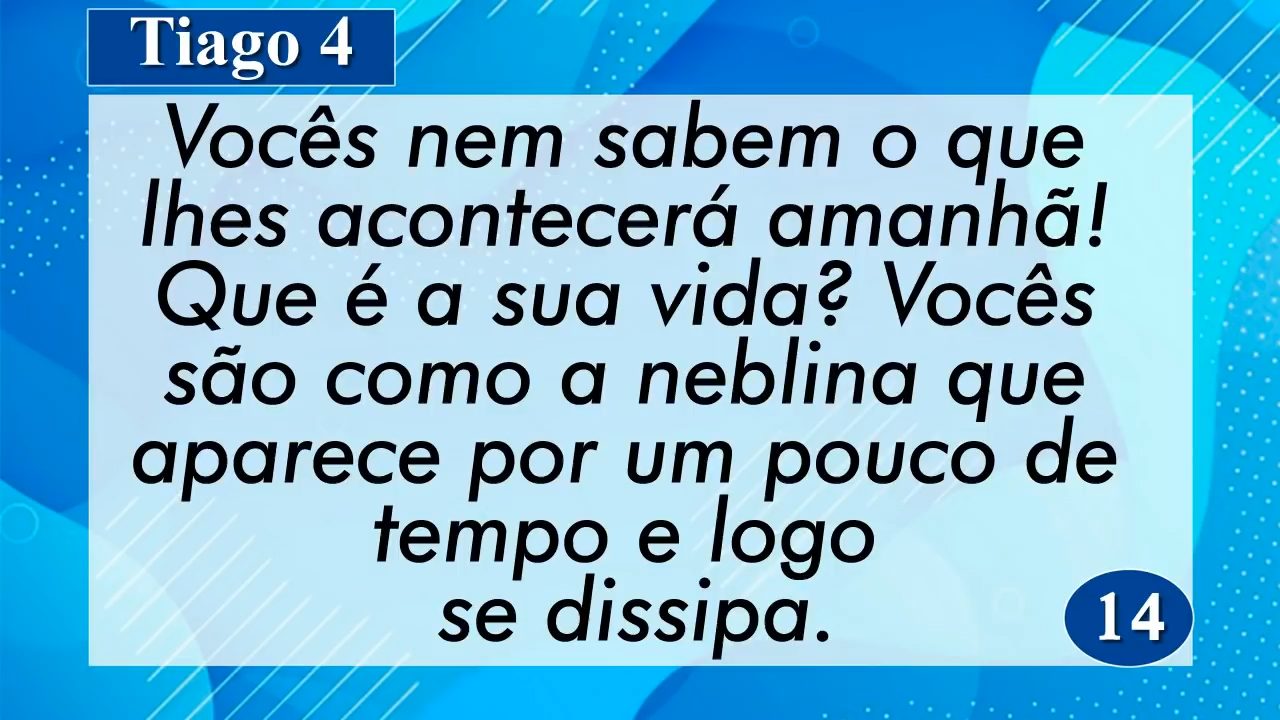 Tiago 4
Vocês nem sabem o que
lhes acontecerá amanhã!
Que é a sua vida? Vocês
são como a neblina que
aparece por um pouco de
tempo e logo
se dissipa.
14